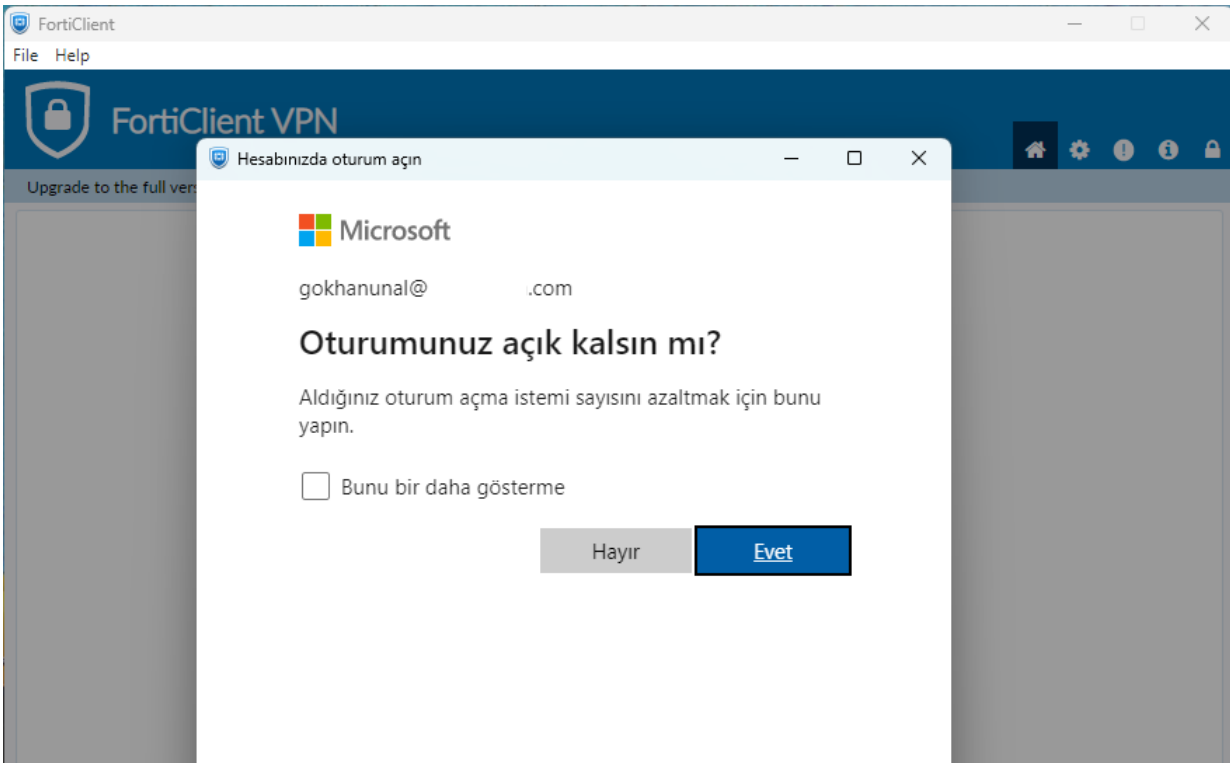 FortiClient
File Help
FortiClient VPN
Upgrade to the full
Hesabınızda oturum açın
Microsoft
gokhanunal@ .com
Oturumunuz açık kalsın mı?
Aldığınız oturum açma istemi sayısını azaltmak için bunu
yapın.
Bunu bir daha gösterme
Hayır
Evet